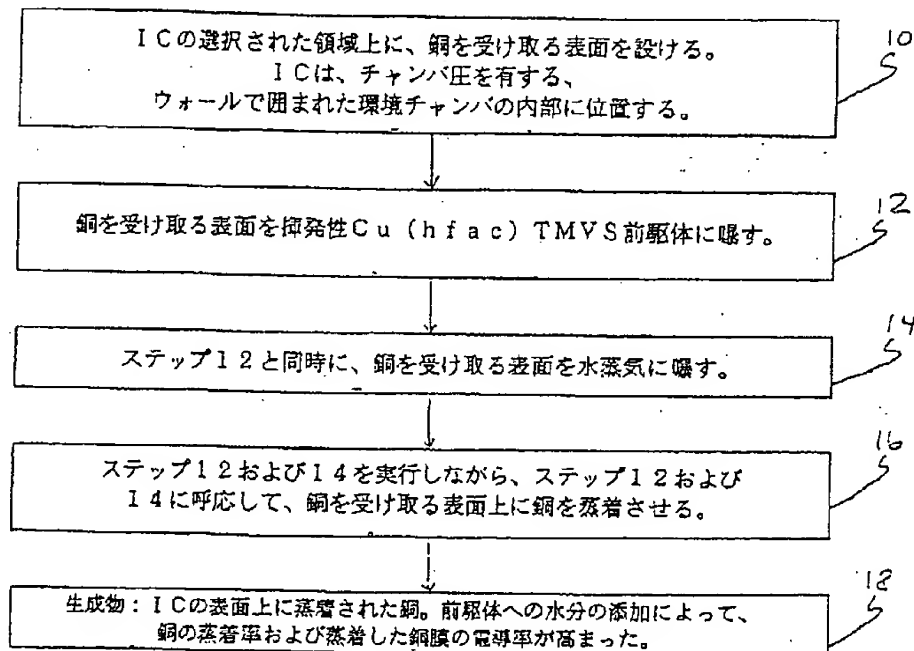 ICの選択された領域上に、銅を受け取る表面を設ける。
ICは、チャンバ圧を有する、
ウォールで囲まれた環境チャンバの内部に位置する。
10
銅を受け取る表面を揮発性Cu(hfac)TMVS前駆体に曝す。
12
ステップ12と同時に、銅を受け取る表面を水蒸気に曝す。
14
ステップ12および14を実行しながら、ステップ12および
14に呼応して、銅を受け取る表面上に銅を蒸着させる。
16
生成物：ICの表面上に蒸着された銅。前駆体への水分の添加によって、
銅の蒸着率および蒸着した銅膜の電導率が高まった。
18